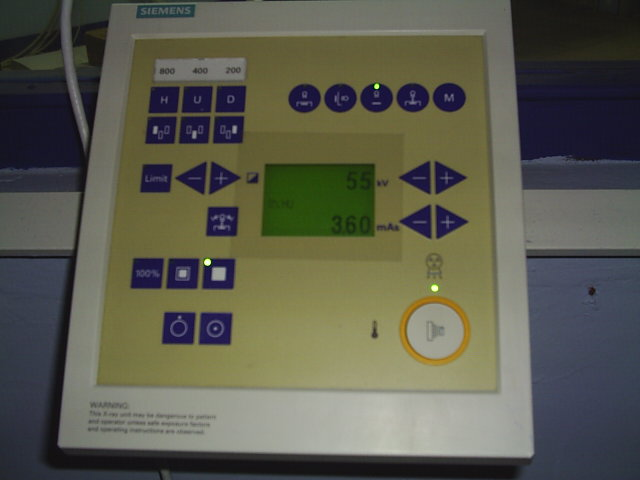 SIEMENS
800 400 200
H U D
M
Limit − +
55 kV
− +
3.60 mAs
− +
100%
WARNING:
This X-ray unit may be dangerous to patient
and operator unless safe exposure factors
and operating instructions are observed.